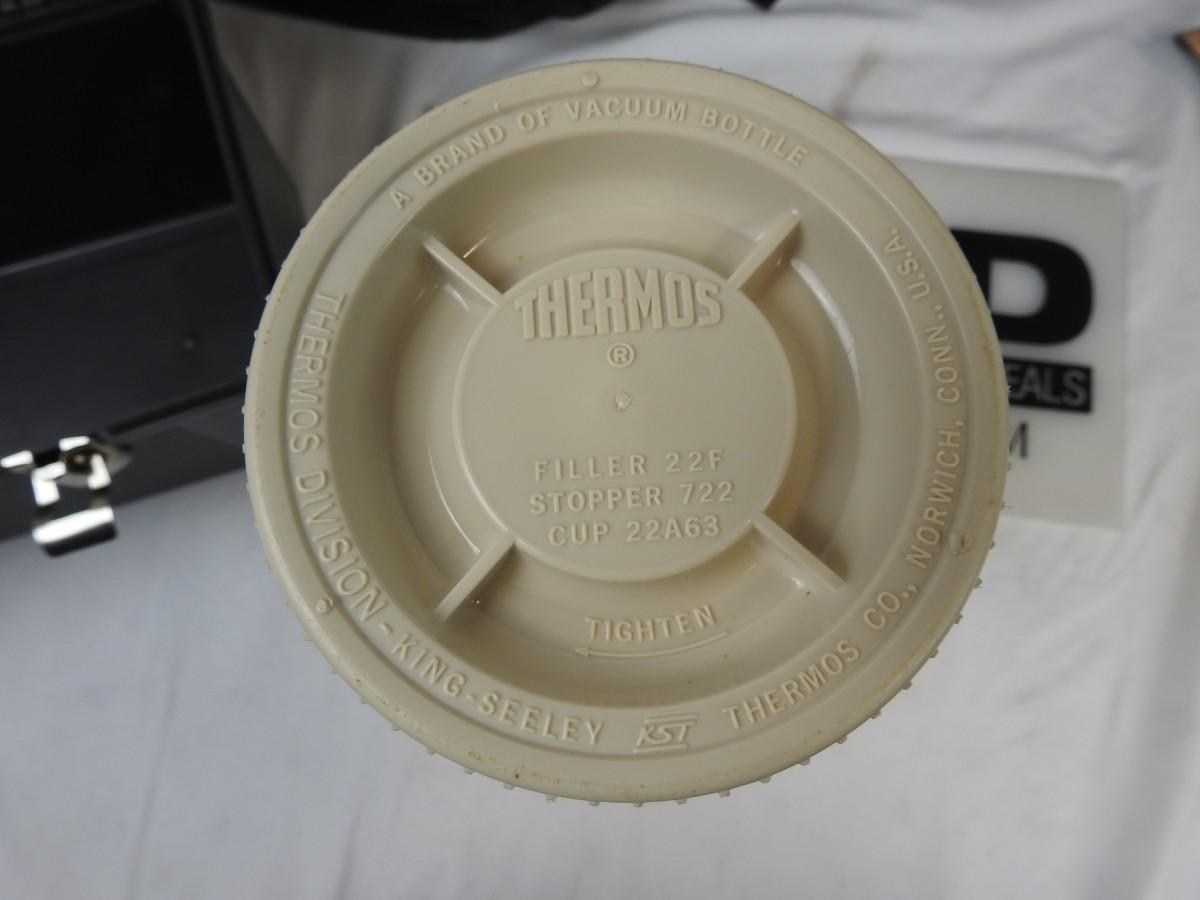 A BRAND OF VACUUM BOTTLE
THERMOS
®
FILLER 22F
STOPPER 722
CUP 22A63
TIGHTEN
THERMOS DIVISION - KING-SEELEY KST THERMOS CO., NORWICH, CONN., U.S.A.
D
EALS
M